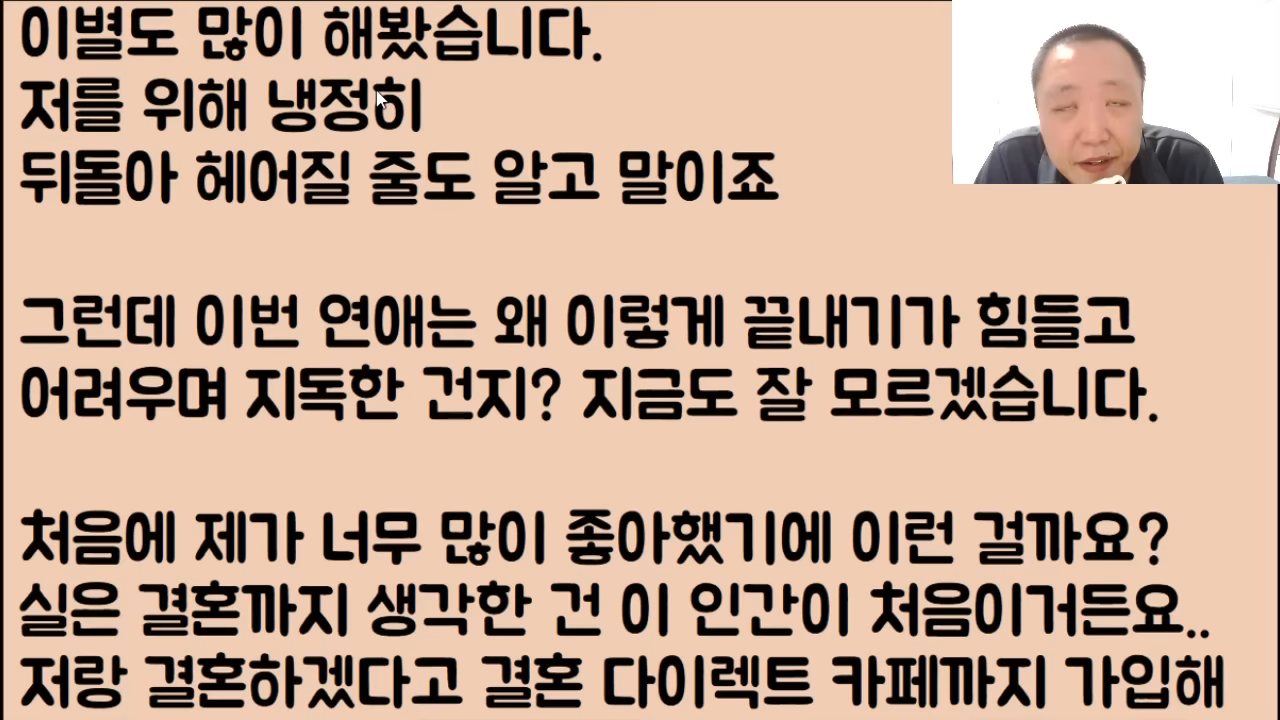 이별도 많이 해봤습니다.
저를 위해 냉정히
뒤돌아 헤어질 줄도 알고 말이죠
그런데 이번 연애는 왜 이렇게 끝내기가 힘들고
어려우며 지독한 건지? 지금도 잘 모르겠습니다.
처음에 제가 너무 많이 좋아했기에 이런 걸까요?
실은 결혼까지 생각한 건 이 인간이 처음이거든요..
저랑 결혼하겠다고 결혼 다이렉트 카페까지 가입해